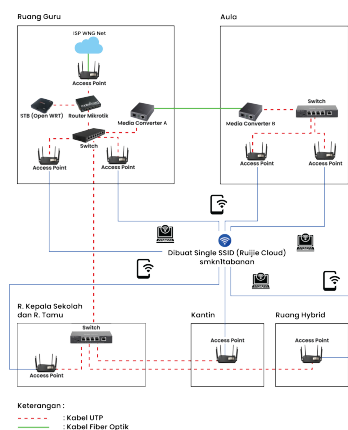 Ruang Guru
Aula
ISP WNG Net
Access Point
STB (Open WRT)
Router Mikrotik
Media Converter A
Media Converter B
Switch
Switch
Access Point
Access Point
Access Point
Access Point
Dibuat Single SSID (Ruijie Cloud)
smkn1tabanan
R. Kepala Sekolah
dan R. Tamu
Kantin
Ruang Hybrid
Switch
Access Point
Access Point
Access Point
Keterangan :
: Kabel UTP
: Kabel Fiber Optik